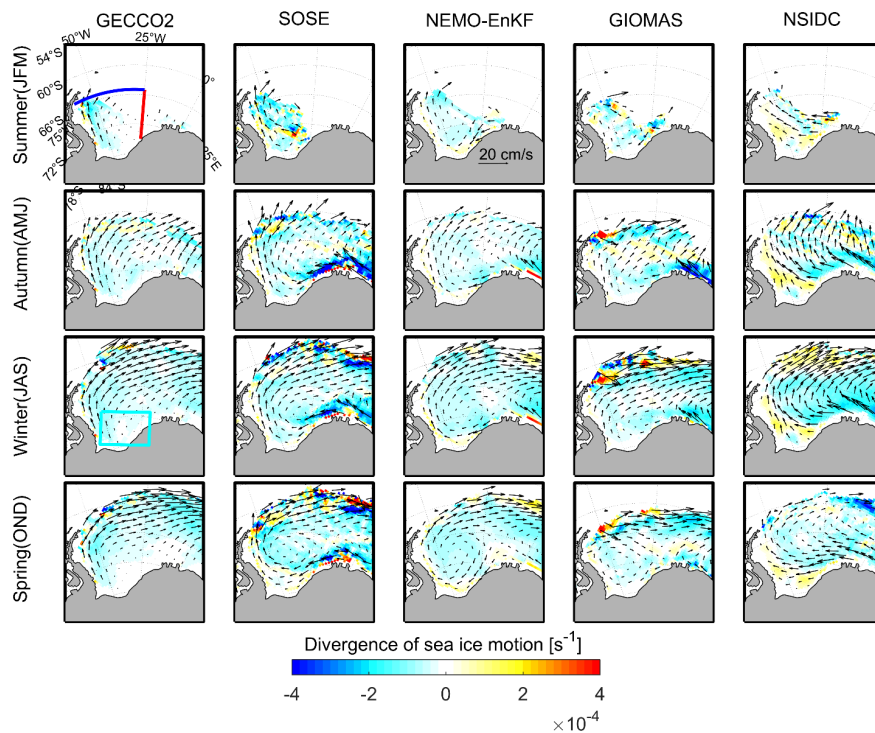 GECCO2 SOSE NEMO-EnKF GIOMAS NSIDC
Summer(JFM)
50°W
25°W
54°S
0°
60°S
66°S
75°
72°S
25°E
78°S
84°S
20 cm/s
Autumn(AMJ)
Winter(JAS)
Spring(OND)
Divergence of sea ice motion [s⁻¹]
-4 -2 0 2 4
×10⁻⁴